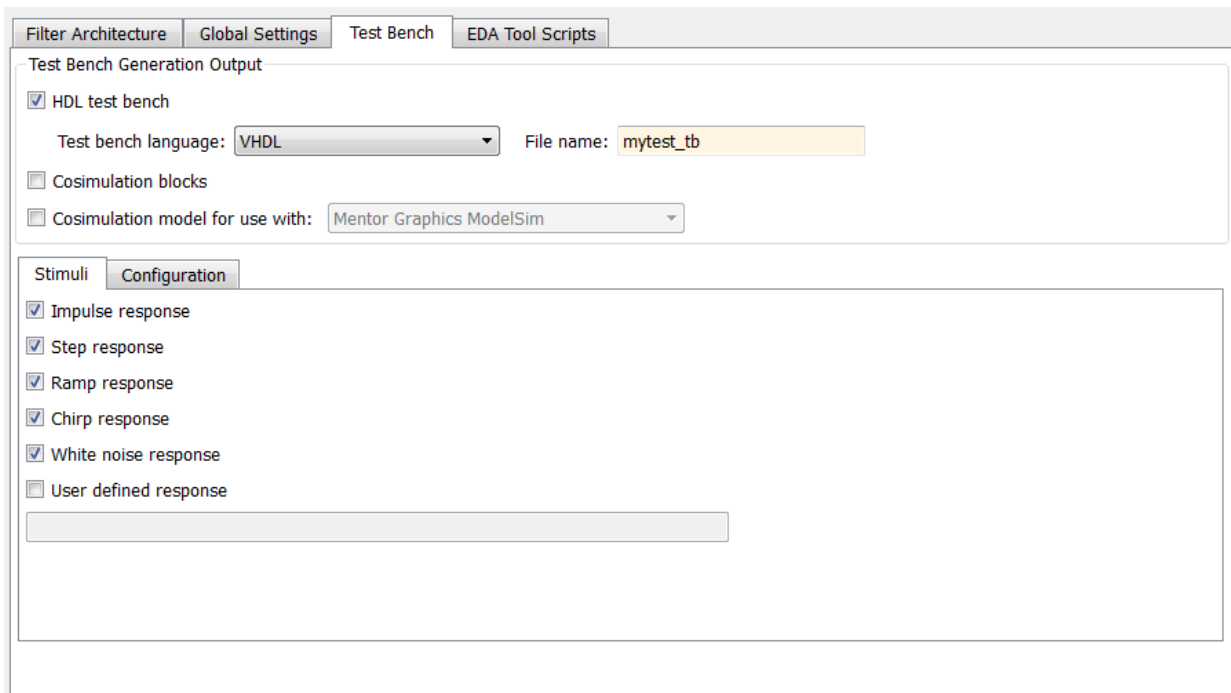 Filter Architecture Global Settings Test Bench EDA Tool Scripts
Test Bench Generation Output
HDL test bench
Test bench language: VHDL File name: mytest_tb
Cosimulation blocks
Cosimulation model for use with: Mentor Graphics ModelSim
Stimuli Configuration
Impulse response
Step response
Ramp response
Chirp response
White noise response
User defined response